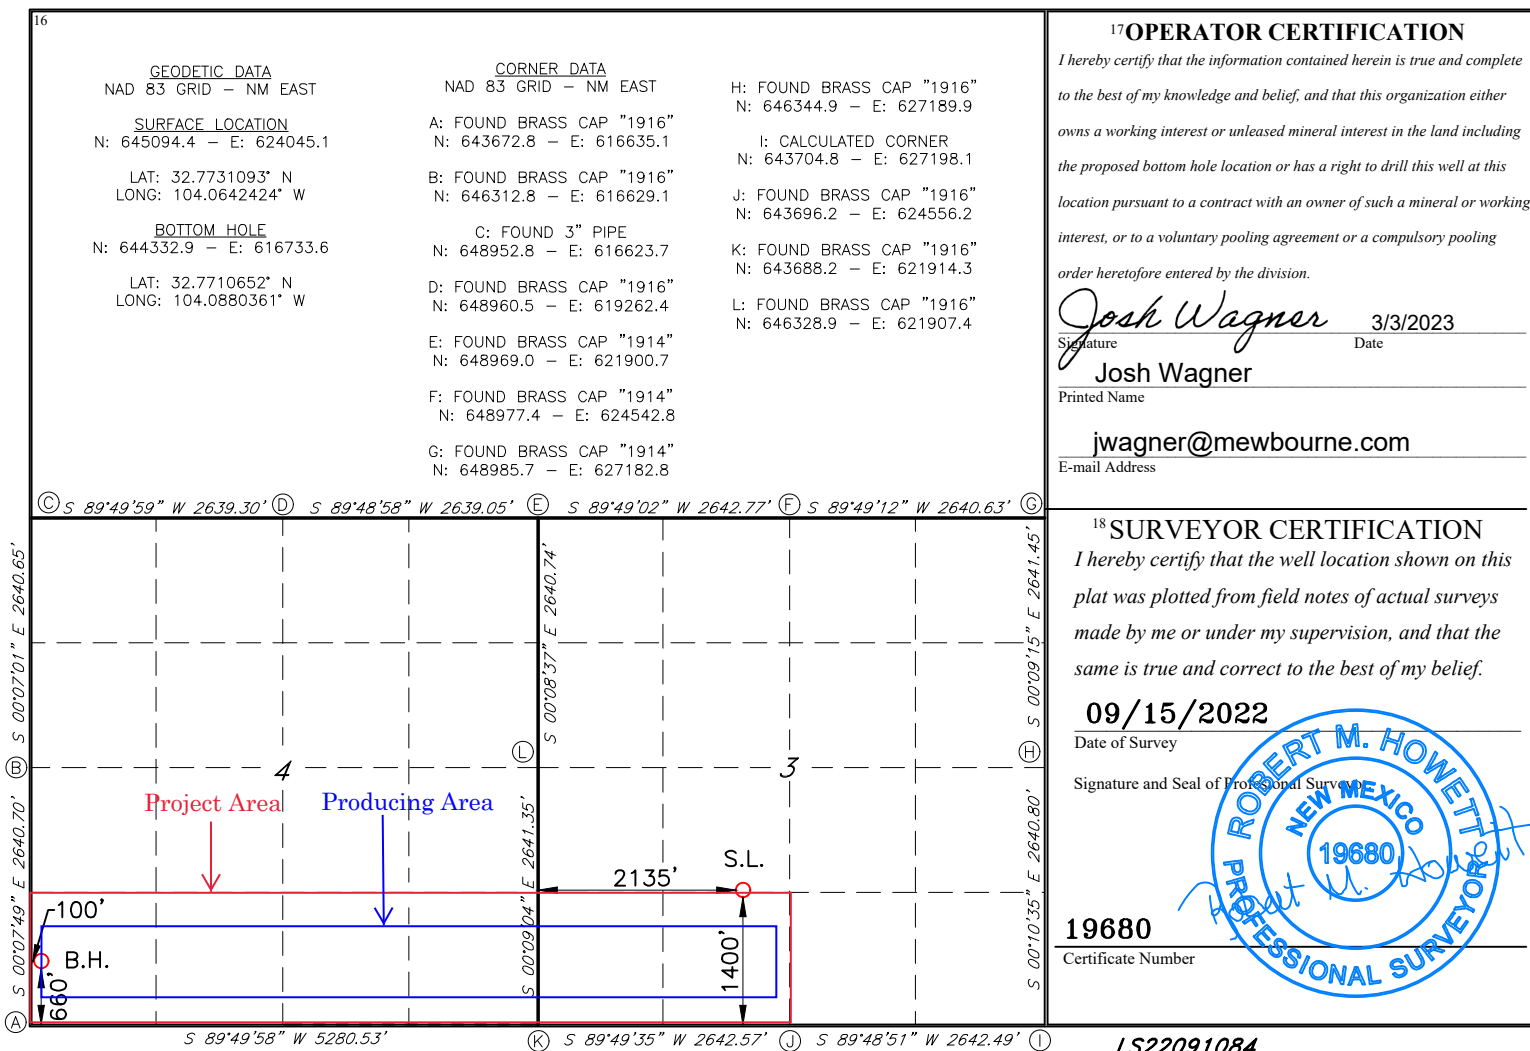 16
GEODETIC DATA
NAD 83 GRID – NM EAST
SURFACE LOCATION
N: 645094.4 – E: 624045.1
LAT: 32.7731093° N
LONG: 104.0642424° W
BOTTOM HOLE
N: 644332.9 – E: 616733.6
LAT: 32.7710652° N
LONG: 104.0880361° W
CORNER DATA
NAD 83 GRID – NM EAST
A: FOUND BRASS CAP "1916"
N: 643672.8 – E: 616635.1
B: FOUND BRASS CAP "1916"
N: 646312.8 – E: 616629.1
C: FOUND 3" PIPE
N: 648952.8 – E: 616623.7
D: FOUND BRASS CAP "1916"
N: 648960.5 – E: 619262.4
E: FOUND BRASS CAP "1914"
N: 648969.0 – E: 621900.7
F: FOUND BRASS CAP "1914"
N: 648977.4 – E: 624542.8
G: FOUND BRASS CAP "1914"
N: 648985.7 – E: 627182.8
H: FOUND BRASS CAP "1916"
N: 646344.9 – E: 627189.9
I: CALCULATED CORNER
N: 643704.8 – E: 627198.1
J: FOUND BRASS CAP "1916"
N: 643696.2 – E: 624556.2
K: FOUND BRASS CAP "1916"
N: 643688.2 – E: 621914.3
L: FOUND BRASS CAP "1916"
N: 646328.9 – E: 621907.4
17 OPERATOR CERTIFICATION
I hereby certify that the information contained herein is true and complete
to the best of my knowledge and belief, and that this organization either
owns a working interest or unleased mineral interest in the land including
the proposed bottom hole location or has a right to drill this well at this
location pursuant to a contract with an owner of such a mineral or working
interest, or to a voluntary pooling agreement or a compulsory pooling
order heretofore entered by the division.
Josh Wagner 3/3/2023
Signature Date
Josh Wagner
Printed Name
jwagner@mewbourne.com
E-mail Address
C S 89°49'59" W 2639.30' D S 89°48'58" W 2639.05' E S 89°49'02" W 2642.77' F S 89°49'12" W 2640.63' G
S 00°07'01" E 2640.65'
S 00°08'37" E 2640.74'
S 00°09'15" E 2641.45'
B
L
H
4
3
Project Area
Producing Area
S 00°07'49" E 2640.70'
S 00°09'04" E 2641.35'
S 00°10'35" E 2640.80'
S.L.
2135'
100'
B.H.
660'
1400'
A
S 89°49'58" W 5280.53' K S 89°49'35" W 2642.57' J S 89°48'51" W 2642.49' I
18 SURVEYOR CERTIFICATION
I hereby certify that the well location shown on this
plat was plotted from field notes of actual surveys
made by me or under my supervision, and that the
same is true and correct to the best of my belief.
09/15/2022
Date of Survey
Signature and Seal of Professional Surveyor
ROBERT M. HOWETT
NEW MEXICO
19680
PROFESSIONAL SURVEYOR
Robert M. Howett
19680
Certificate Number
LS22091084